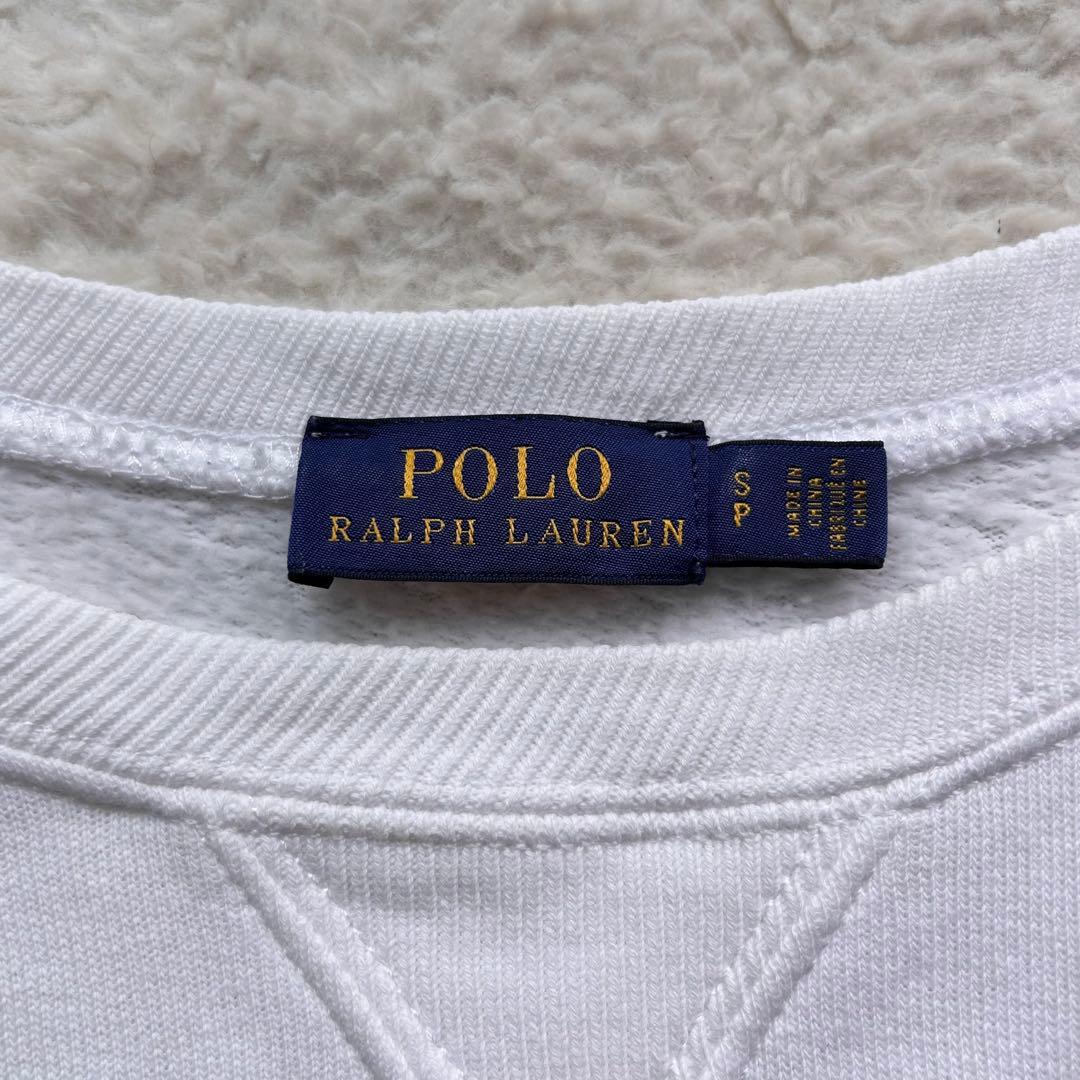 POLO
RALPH LAUREN
S
P
MADE IN
CHINA
FABRIQUÉ EN
CHINE